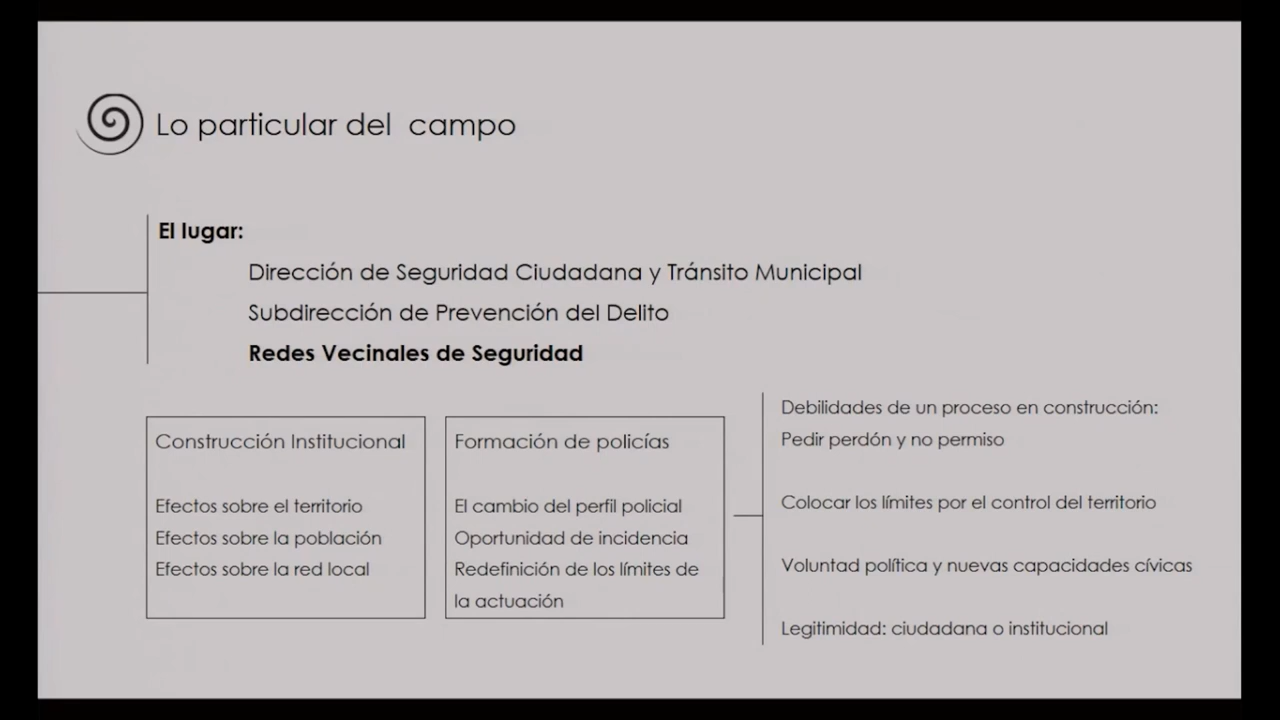 Lo particular del campo
El lugar:
Dirección de Seguridad Ciudadana y Tránsito Municipal
Subdirección de Prevención del Delito
Redes Vecinales de Seguridad
Construcción Institucional
Efectos sobre el territorio
Efectos sobre la población
Efectos sobre la red local
Formación de policías
El cambio del perfil policial
Oportunidad de incidencia
Redefinición de los límites de
la actuación
Debilidades de un proceso en construcción:
Pedir perdón y no permiso
Colocar los límites por el control del territorio
Voluntad política y nuevas capacidades cívicas
Legitimidad: ciudadana o institucional